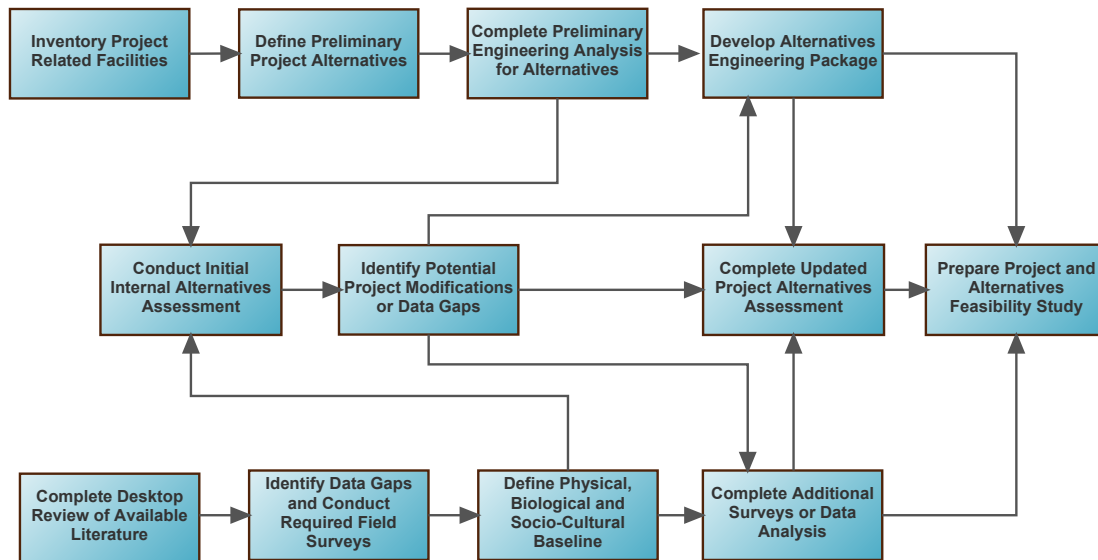 Inventory Project
Related Facilities
Define Preliminary
Project Alternatives
Complete Preliminary
Engineering Analysis
for Alternatives
Develop Alternatives
Engineering Package
Conduct Initial
Internal Alternatives
Assessment
Identify Potential
Project Modifications
or Data Gaps
Complete Updated
Project Alternatives
Assessment
Prepare Project and
Alternatives
Feasibility Study
Complete Desktop
Review of Available
Literature
Identify Data Gaps
and Conduct
Required Field
Surveys
Define Physical,
Biological and
Socio-Cultural
Baseline
Complete Additional
Surveys or Data
Analysis